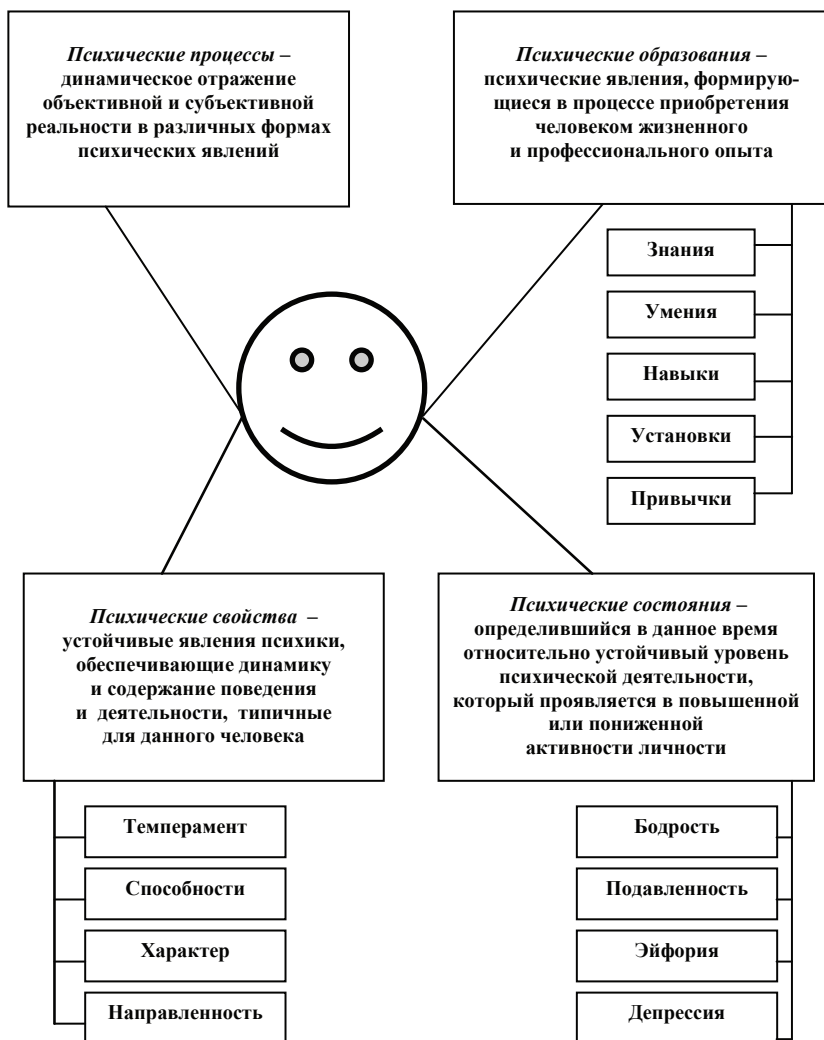 Психические процессы –
динамическое отражение
объективной и субъективной
реальности в различных формах
психических явлений
Психические образования –
психические явления, формирую-
щиеся в процессе приобретения
человеком жизненного
и профессионального опыта
Знания
Умения
Навыки
Установки
Привычки
Психические свойства –
устойчивые явления психики,
обеспечивающие динамику
и содержание поведения
и деятельности, типичные
для данного человека
Темперамент
Способности
Характер
Направленность
Психические состояния –
определившийся в данное время
относительно устойчивый уровень
психической деятельности,
который проявляется в повышенной
или пониженной
активности личности
Бодрость
Подавленность
Эйфория
Депрессия